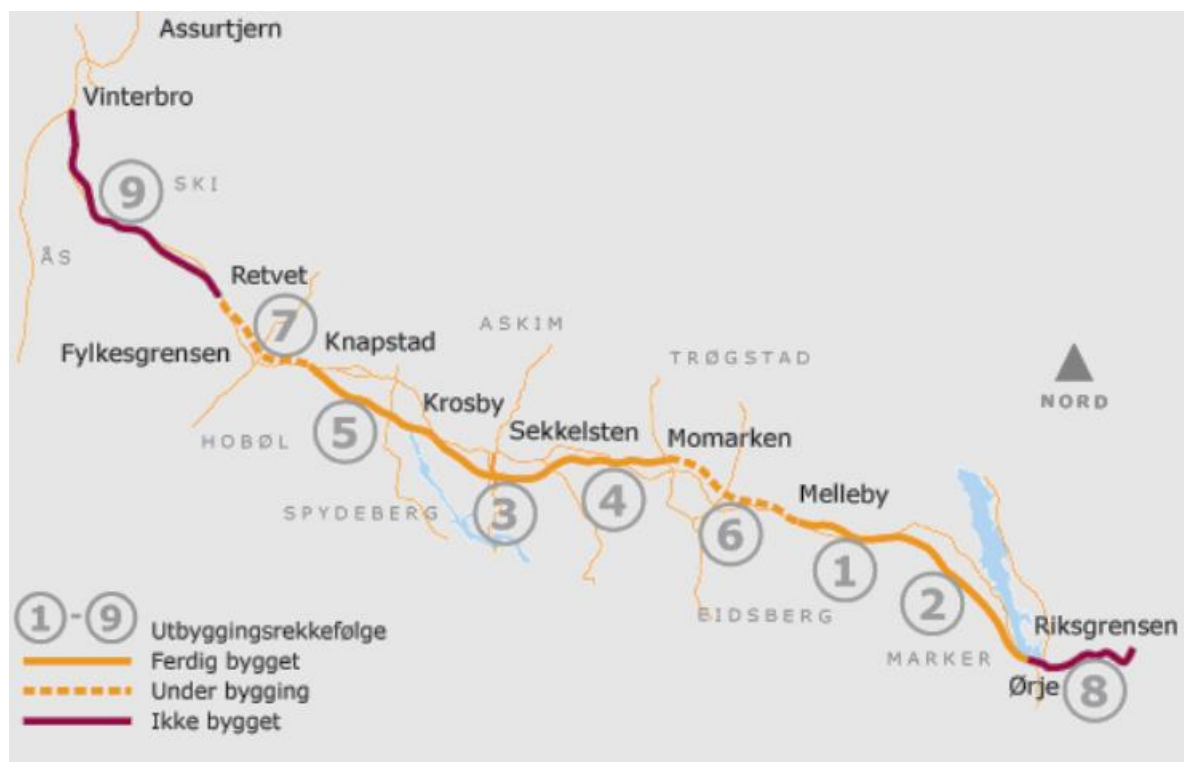 Assurtjern
Vinterbro
9
SKI
ÅS
Retvet
7
Fylkesgrensen
Knapstad
ASKIM
TRØGSTAD
NORD
Krosby
5
HOBØL
Sekkelsten
Momarken
Melleby
SPYDEBERG
3
4
6
1
2
EIDSBERG
Riksgrensen
MARKER
Ørje
8
1 - 9 Utbyggingsrekkefølge
Ferdig bygget
Under bygging
Ikke bygget